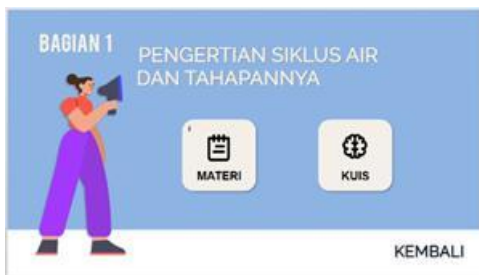 BAGIAN 1
PENGERTIAN SIKLUS AIR
DAN TAHAPANNYA
MATERI
KUIS
KEMBALI